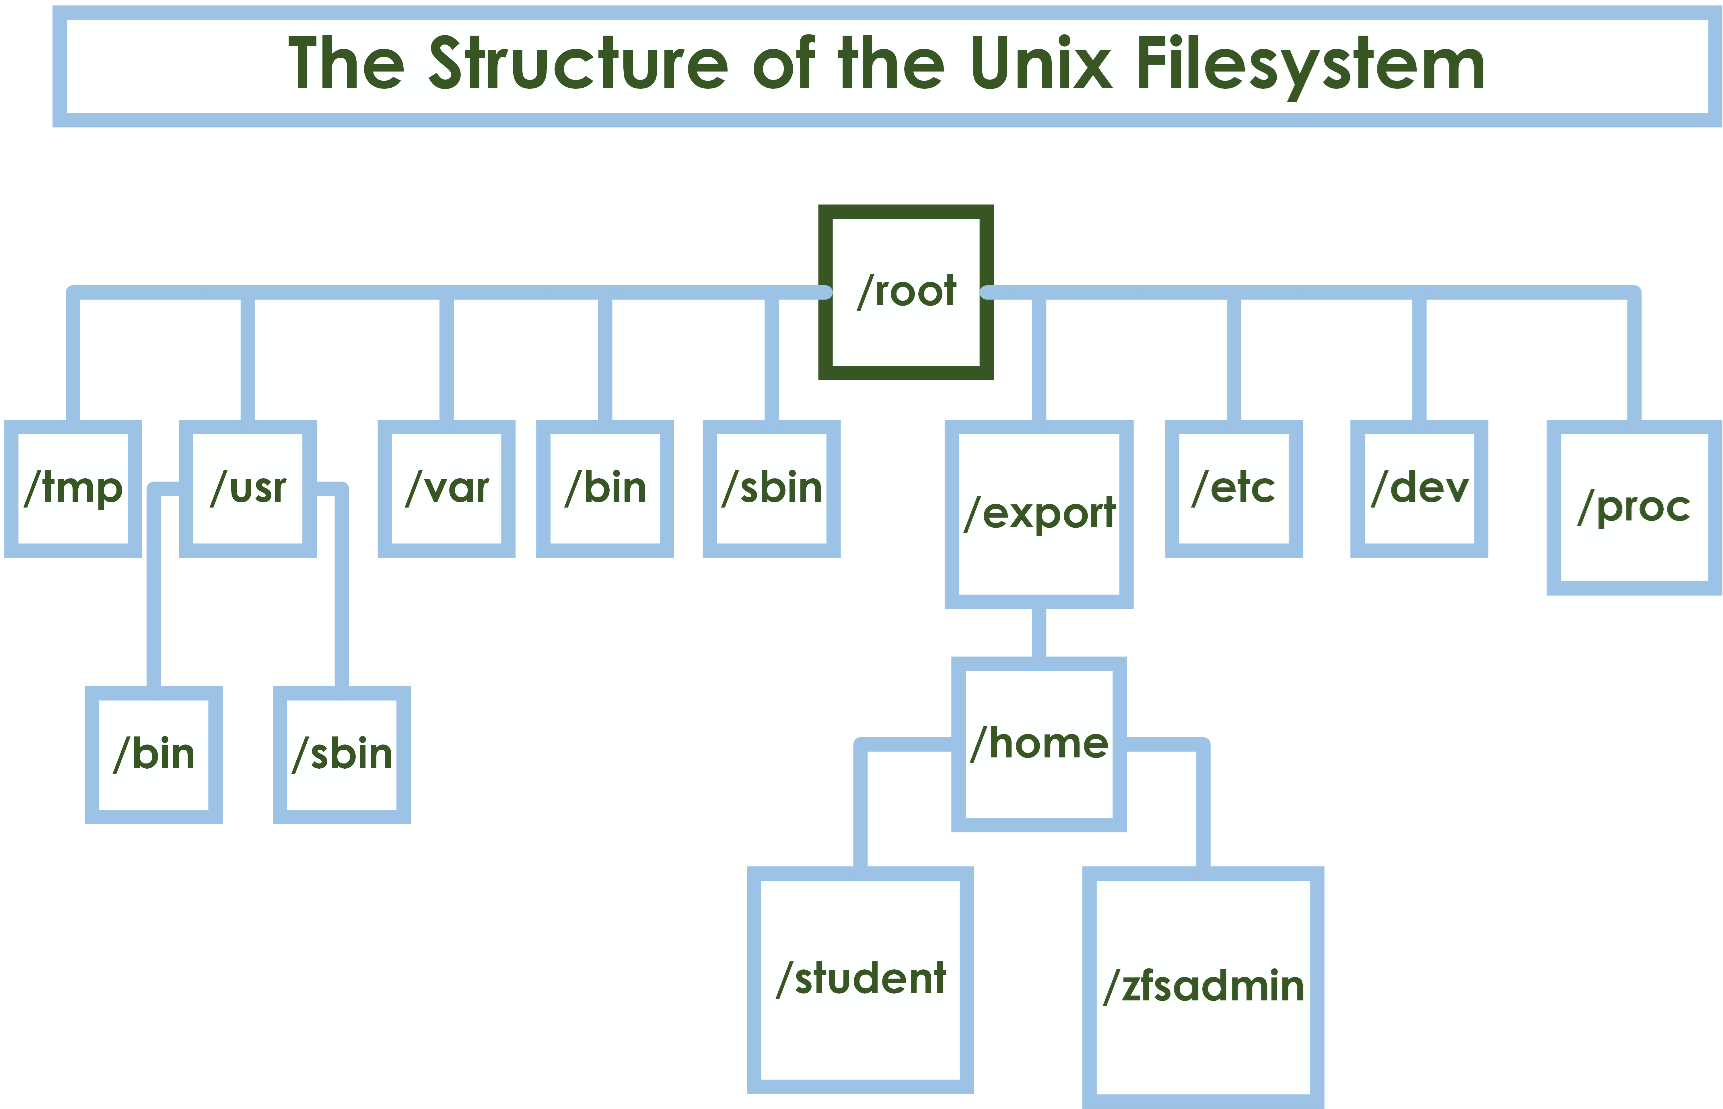 The Structure of the Unix Filesystem
/root
/tmp
/usr
/var
/bin
/sbin
/export
/etc
/dev
/proc
/bin
/sbin
/home
/student
/zfsadmin